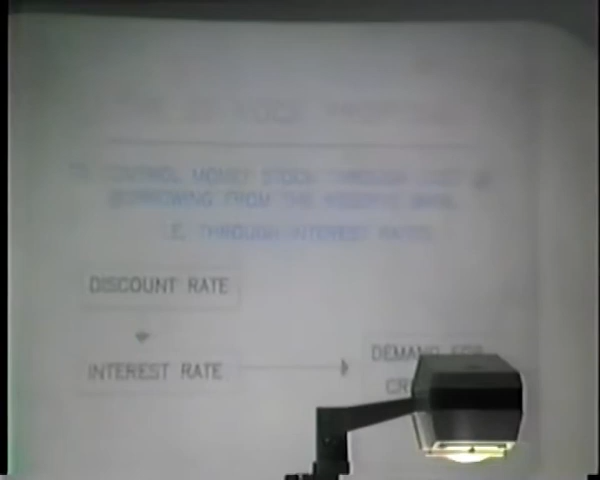 TO CONTROL MONEY STOCK THROUGH COST OF
BORROWING FROM THE RESERVE BANK
THROUGH INTEREST RATES
DISCOUNT RATE
INTEREST RATE
DEMAND FOR